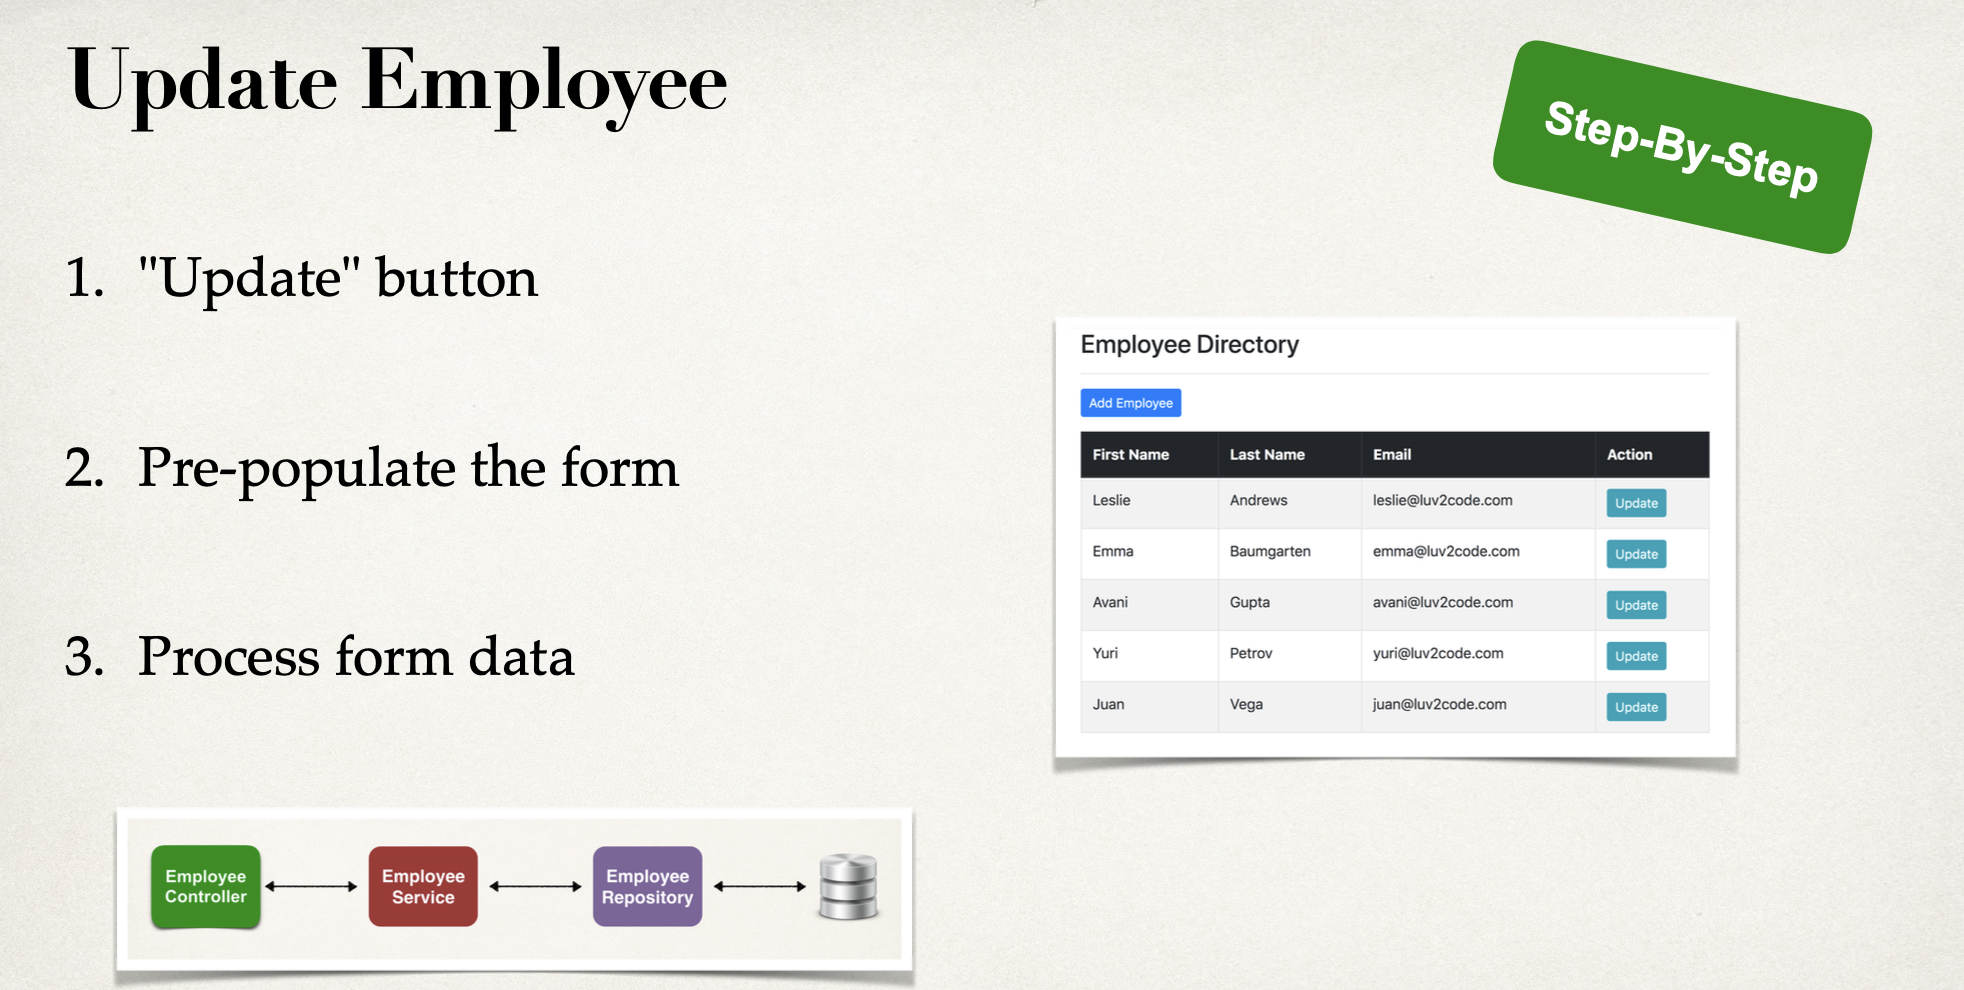 Update Employee
Step-By-Step
1. "Update" button
2. Pre-populate the form
3. Process form data
Employee Directory
Add Employee
First Name Last Name Email Action
Leslie Andrews leslie@luv2code.com Update
Emma Baumgarten emma@luv2code.com Update
Avani Gupta avani@luv2code.com Update
Yuri Petrov yuri@luv2code.com Update
Juan Vega juan@luv2code.com Update
Employee Controller
Employee Service
Employee Repository